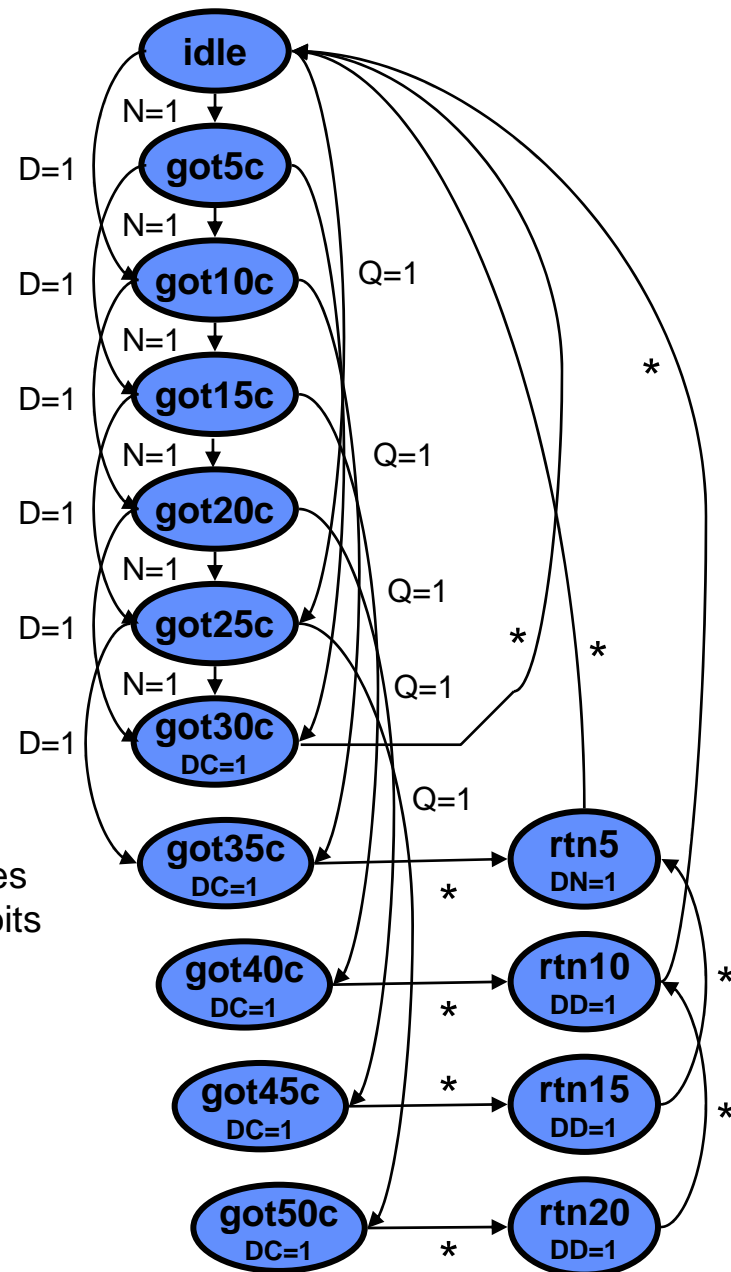 idle
N=1
got5c
D=1
N=1
got10c
D=1
Q=1
N=1
got15c
*
D=1
N=1
Q=1
got20c
D=1
N=1
Q=1
got25c
D=1
*
*
N=1
Q=1
got30c
DC=1
D=1
Q=1
got35c
DC=1
*
rtn5
DN=1
es
bits
got40c
DC=1
*
rtn10
DD=1
*
got45c
DC=1
*
rtn15
DD=1
*
got50c
DC=1
*
rtn20
DD=1